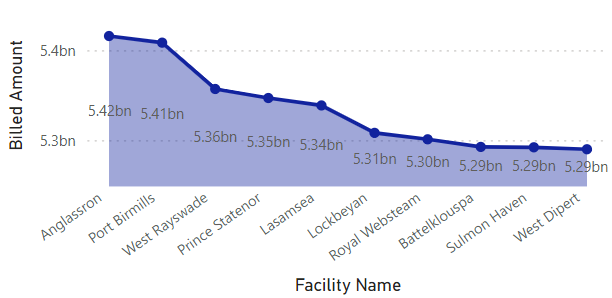 Billed Amount
5.4bn
5.3bn
5.42bn
5.41bn
5.36bn
5.35bn
5.34bn
5.31bn
5.30bn
5.29bn
5.29bn
5.29bn
Anglassron
Port Birmills
West Rayswade
Prince Statenor
Lasamsea
Lockbeyan
Royal Websteam
Battelklouspa
Sulmon Haven
West Dipert
Facility Name